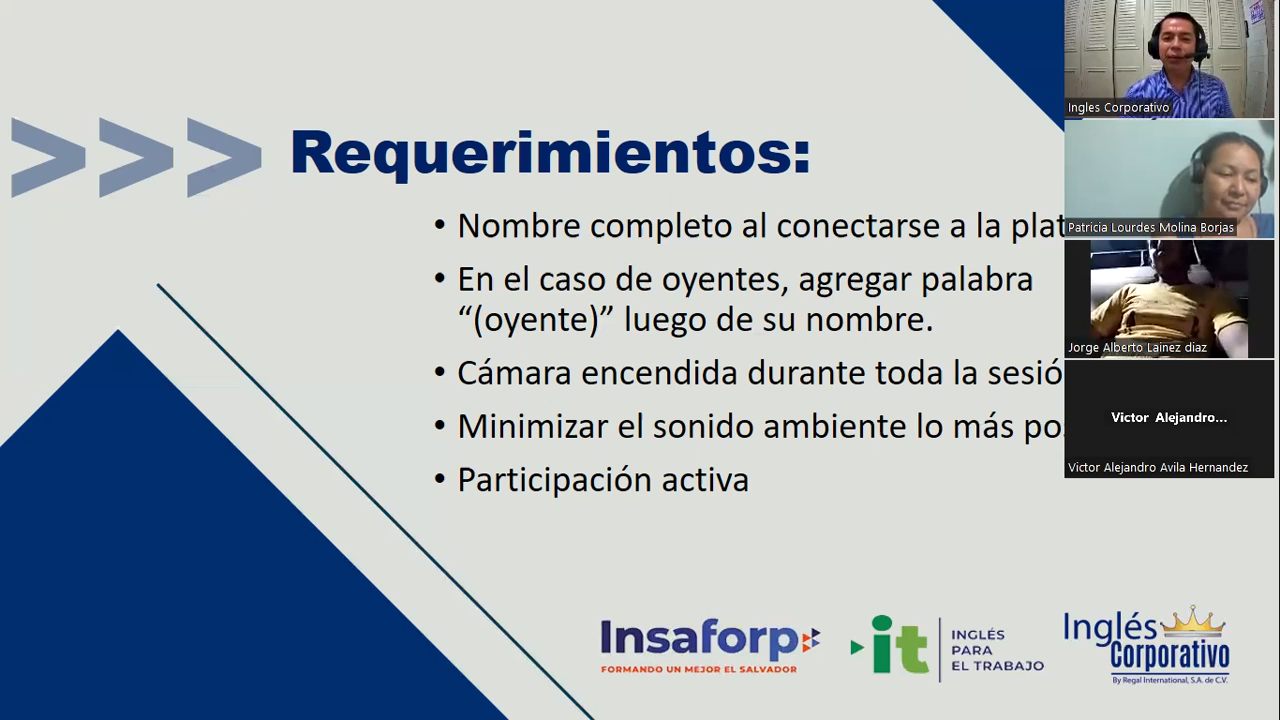 >>> Requerimientos:
• Nombre completo al conectarse a la plat
• En el caso de oyentes, agregar palabra
“(oyente)” luego de su nombre.
• Cámara encendida durante toda la sesió
• Minimizar el sonido ambiente lo más po
• Participación activa
Insaforp
FORMANDO UN MEJOR EL SALVADOR
it
INGLÉS
PARA
EL TRABAJO
Inglés
Corporativo
By Regal International, S.A. de C.V.
Ingles Corporativo
Patricia Lourdes Molina Borjas
Jorge Alberto Lainez diaz
Victor Alejandro...
Victor Alejandro Avila Hernandez